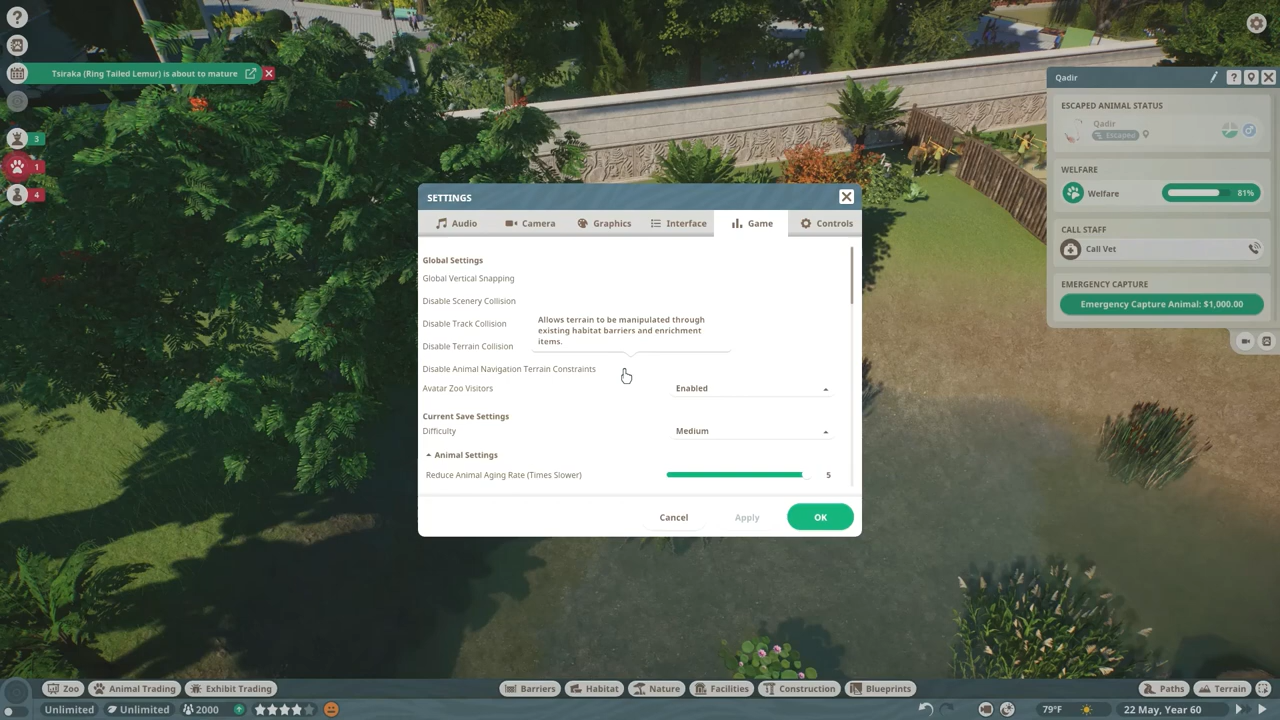 ?
Tsiraka (Ring Tailed Lemur) is about to mature
3
1
4
Qadir
?
ESCAPED ANIMAL STATUS
Qadir
Escaped
WELFARE
Welfare
81%
CALL STAFF
Call Vet
EMERGENCY CAPTURE
Emergency Capture Animal: $1,000.00
SETTINGS
Audio
Camera
Graphics
Interface
Game
Controls
Global Settings
Global Vertical Snapping
Disable Scenery Collision
Disable Track Collision
Disable Terrain Collision
Allows terrain to be manipulated through
existing habitat barriers and enrichment
items.
Disable Animal Navigation Terrain Constraints
Avatar Zoo Visitors
Enabled
Current Save Settings
Difficulty
Medium
Animal Settings
Reduce Animal Aging Rate (Times Slower)
5
Cancel
Apply
OK
Zoo
Animal Trading
Exhibit Trading
Barriers
Habitat
Nature
Facilities
Construction
Blueprints
Paths
Terrain
Unlimited
Unlimited
2000
79°F
22 May, Year 60